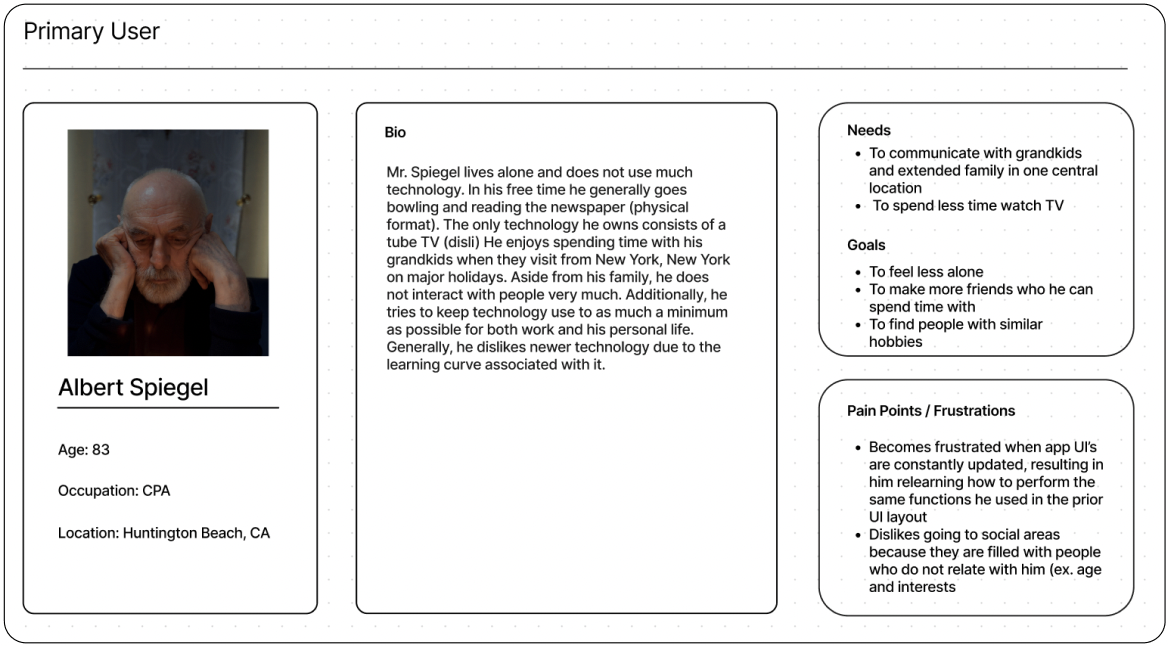 Primary User
Albert Spiegel
Age: 83
Occupation: CPA
Location: Huntington Beach, CA
Bio
Mr. Spiegel lives alone and does not use much
technology. In his free time he generally goes
bowling and reading the newspaper (physical
format). The only technology he owns consists of a
tube TV (disli) He enjoys spending time with his
grandkids when they visit from New York, New York
on major holidays. Aside from his family, he does
not interact with people very much. Additionally, he
tries to keep technology use to as much a minimum
as possible for both work and his personal life.
Generally, he dislikes newer technology due to the
learning curve associated with it.
Needs
• To communicate with grandkids
and extended family in one central
location
• To spend less time watch TV
Goals
• To feel less alone
• To make more friends who he can
spend time with
• To find people with similar
hobbies
Pain Points / Frustrations
• Becomes frustrated when app UI's
are constantly updated, resulting in
him relearning how to perform the
same functions he used in the prior
UI layout
• Dislikes going to social areas
because they are filled with people
who do not relate with him (ex. age
and interests